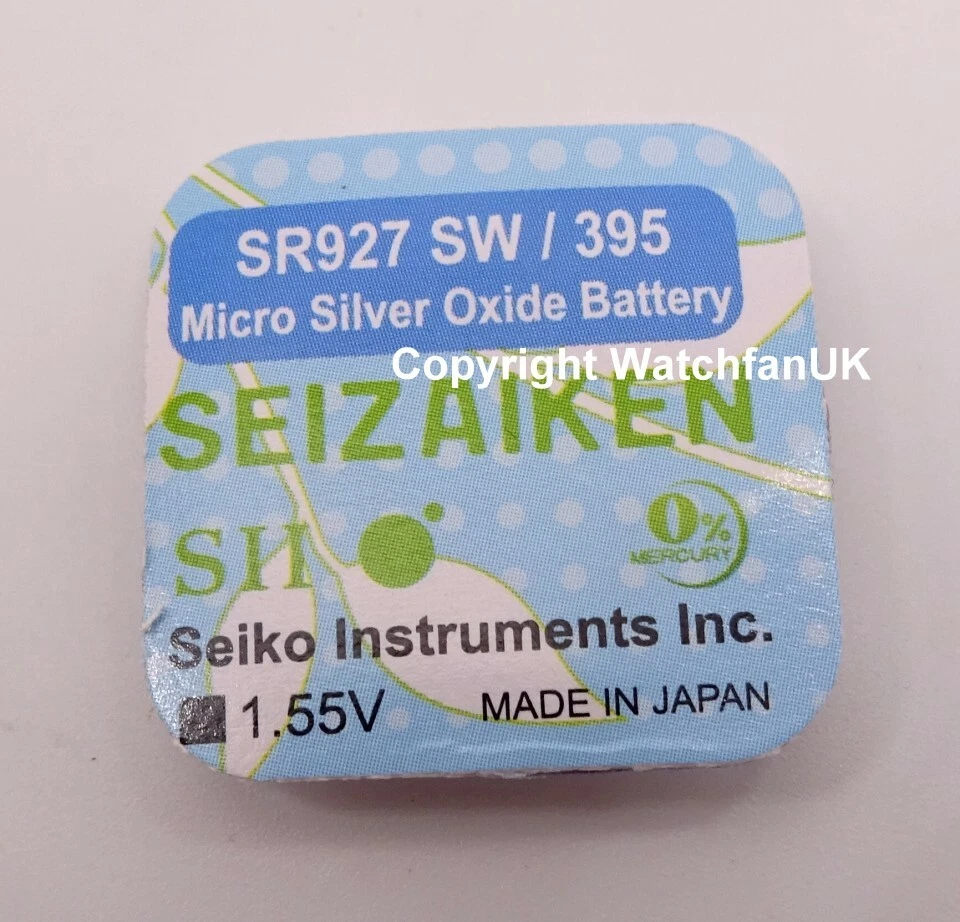 SR927 SW / 395
Micro Silver Oxide Battery
Copyright WatchfanUK
SEIZAIKEN
SII
0%
MERCURY
Seiko Instruments Inc.
1.55V
MADE IN JAPAN